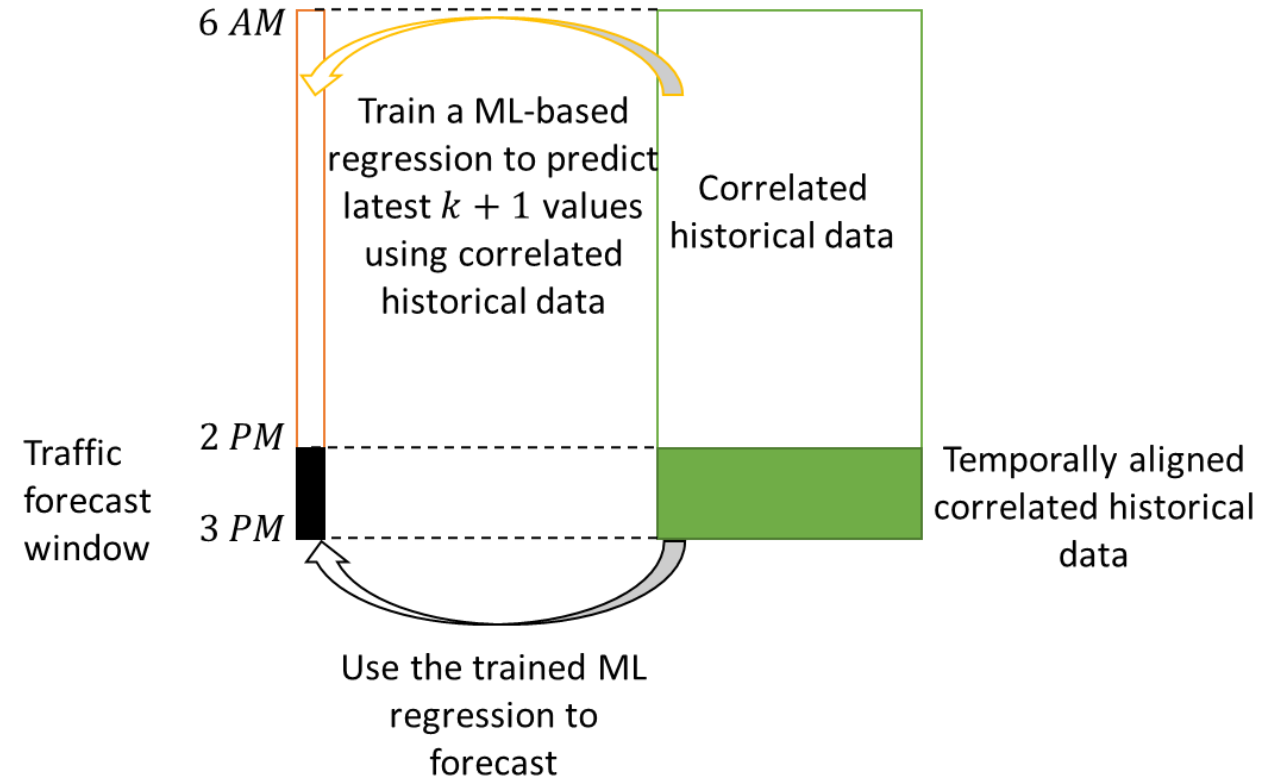 6 AM
Train a ML-based
regression to predict
latest k + 1 values
using correlated
historical data
Correlated
historical data
2 PM
Traffic
forecast
window
3 PM
Temporally aligned
correlated historical
data
Use the trained ML
regression to
forecast